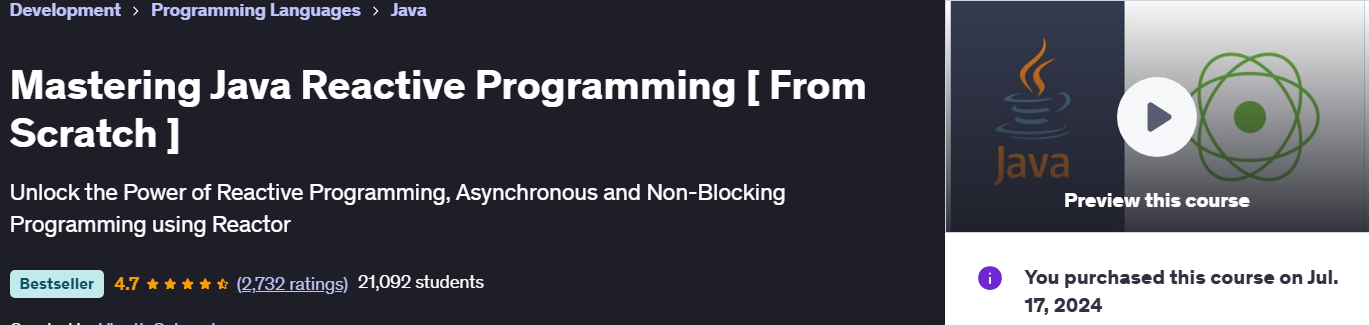 Development > Programming Languages > Java
Mastering Java Reactive Programming [ From
Scratch ]
Unlock the Power of Reactive Programming, Asynchronous and Non-Blocking
Programming using Reactor
Bestseller 4.7 (2,732 ratings) 21,092 students
Java
Preview this course
You purchased this course on Jul.
17, 2024